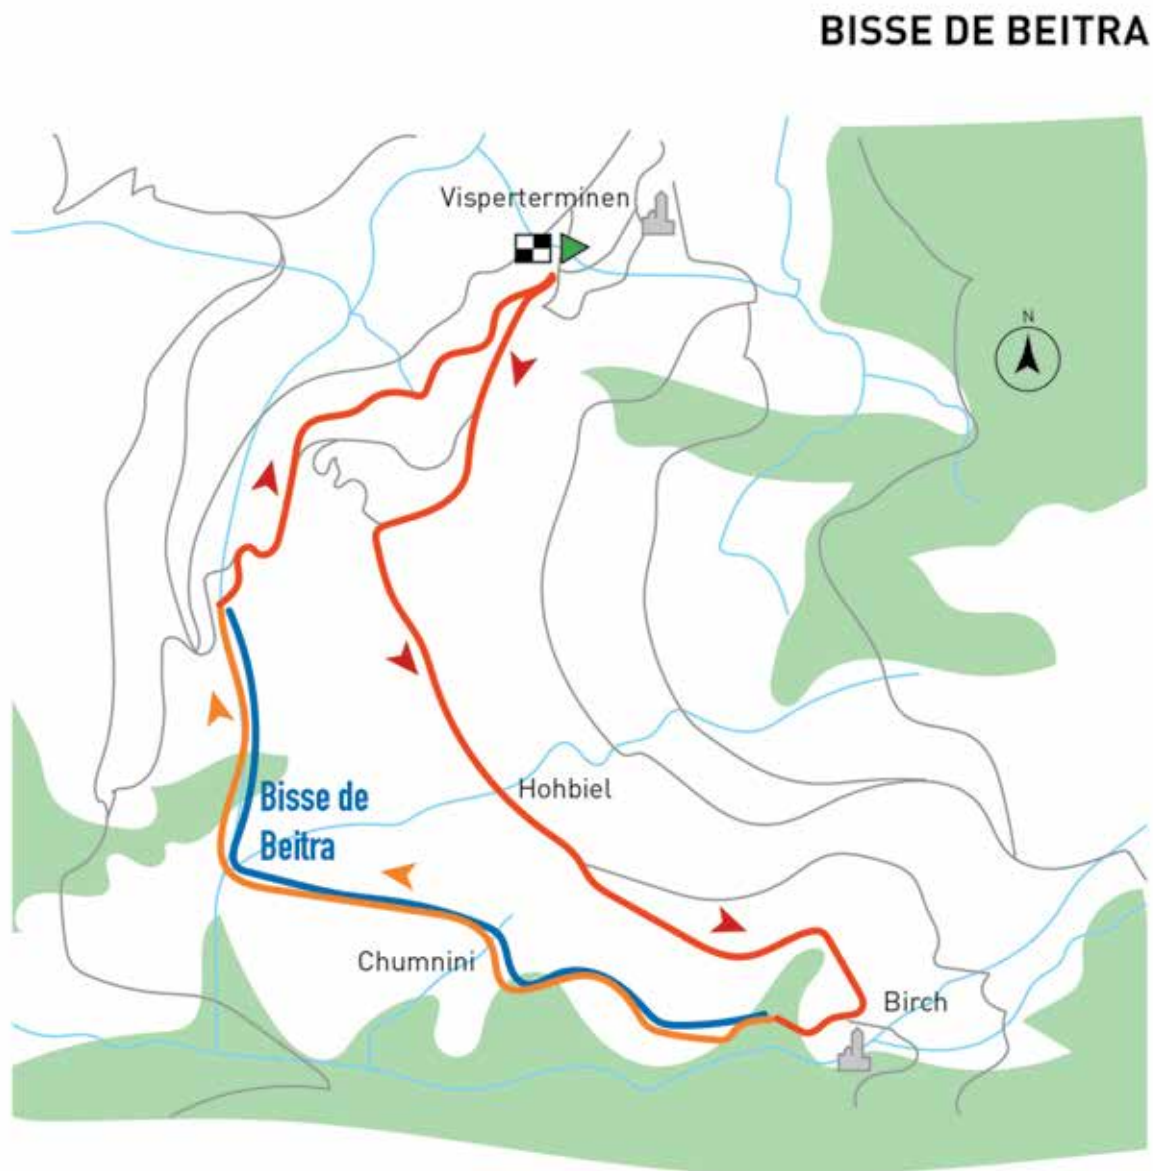 BISSE DE BEITRA
Visperterminen
N
Hohbiel
Bisse de
Beitra
Chumnini
Birch